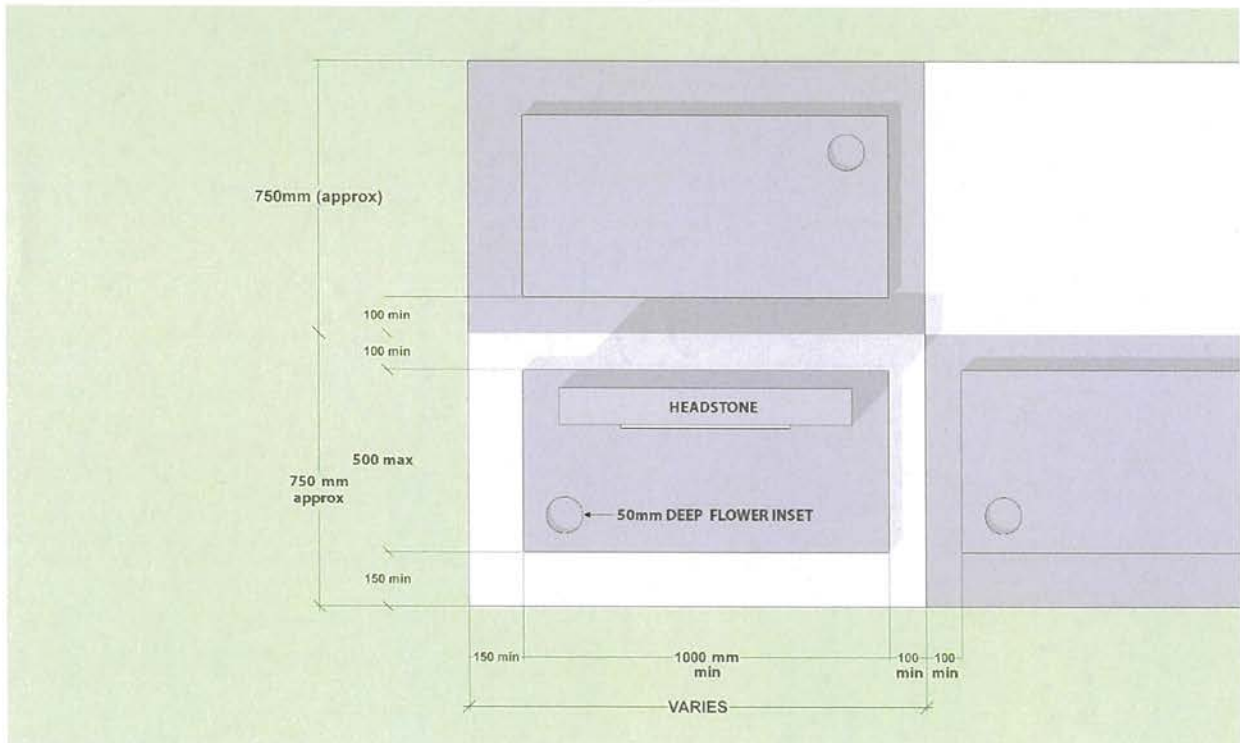 750mm (approx)
100 min
100 min
HEADSTONE
500 max
750 mm
approx
50mm DEEP FLOWER INSET
150 min
150 min
1000 mm
min
100
min
100
min
VARIES